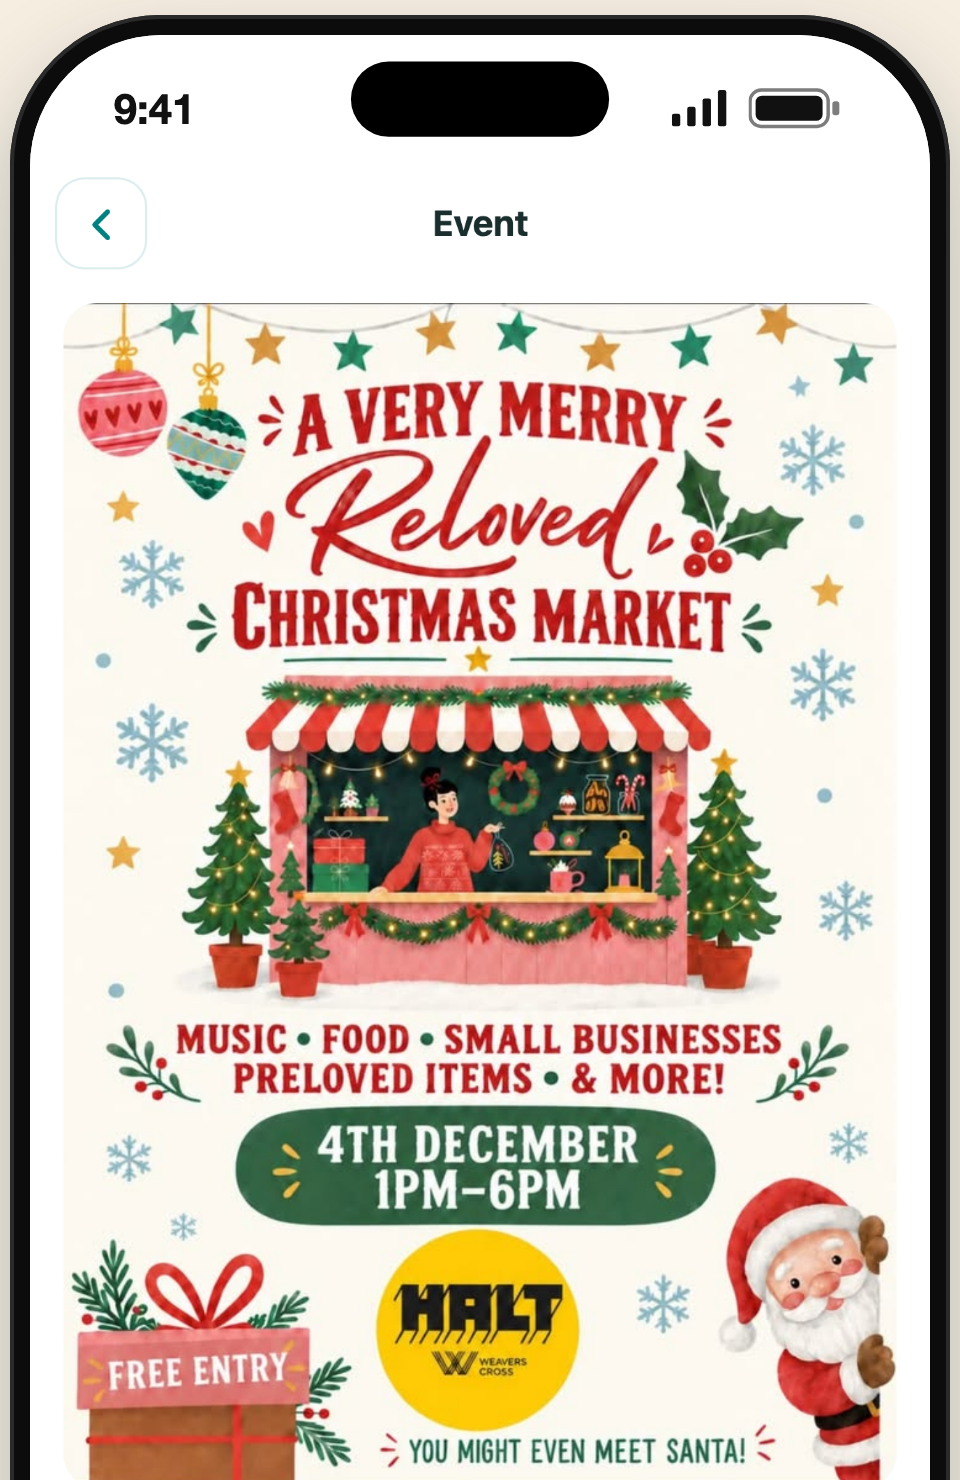 9:41
Event
A VERY MERRY
Reloved
CHRISTMAS MARKET
MUSIC • FOOD • SMALL BUSINESSES
PRELOVED ITEMS • & MORE!
4TH DECEMBER
1PM–6PM
HALT
WEAVERS
CROSS
FREE ENTRY
YOU MIGHT EVEN MEET SANTA!